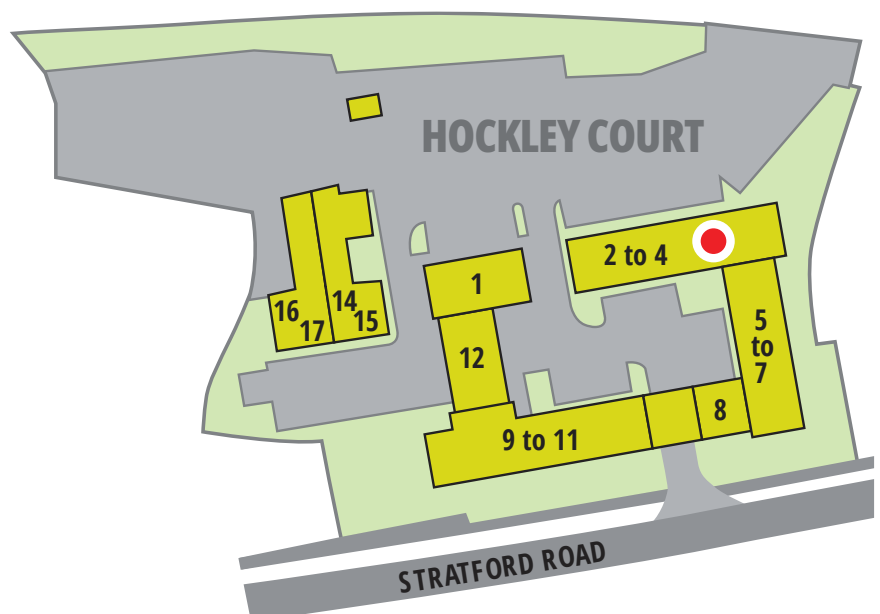 HOCKLEY COURT
2 to 4
1
16
17
14
15
12
5
to
7
8
9 to 11
STRATFORD ROAD